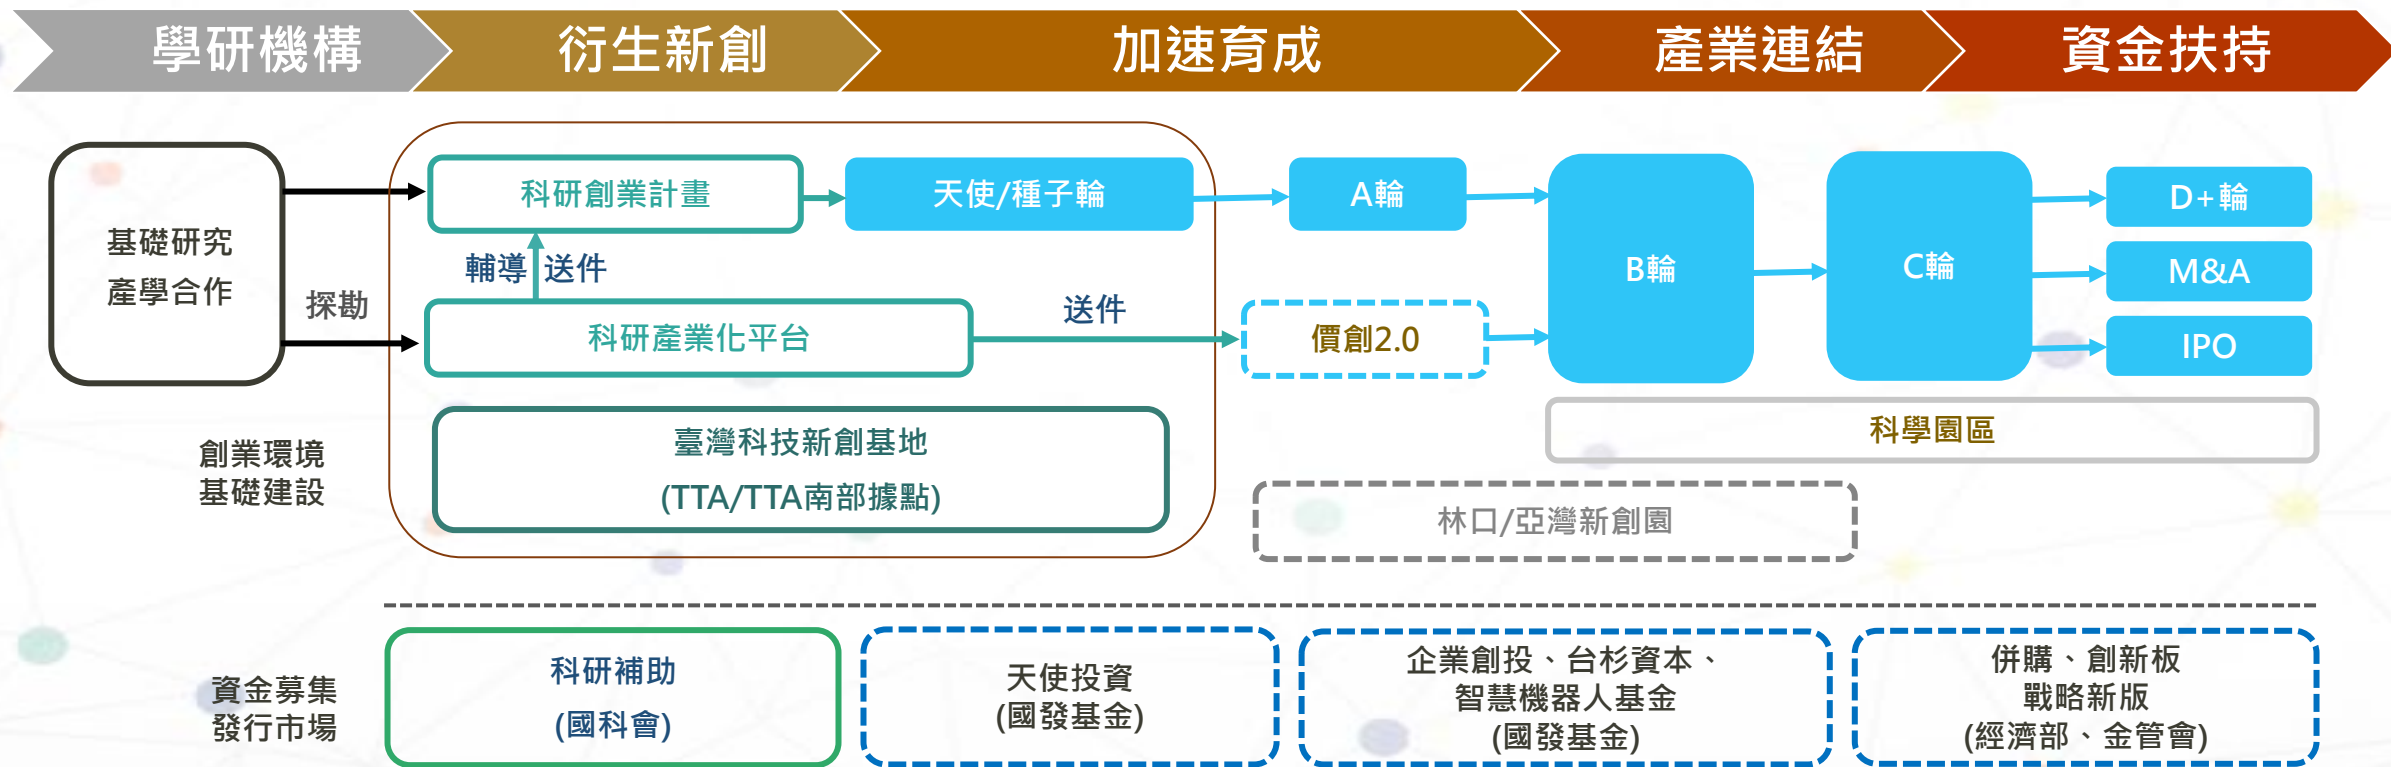 學研機構
衍生新創
加速育成
產業連結
資金扶持
基礎研究
產學合作
探勘
科研創業計畫
天使/種子輪
A輪
B輪
C輪
D+輪
M&A
IPO
輔導
送件
科研產業化平台
送件
價創2.0
科學園區
創業環境
基礎建設
臺灣科技新創基地
(TTA/TTA南部據點)
林口/亞灣新創園
資金募集
發行市場
科研補助
(國科會)
天使投資
(國發基金)
企業創投、台杉資本、
智慧機器人基金
(國發基金)
併購、創新板
戰略新版
(經濟部、金管會)